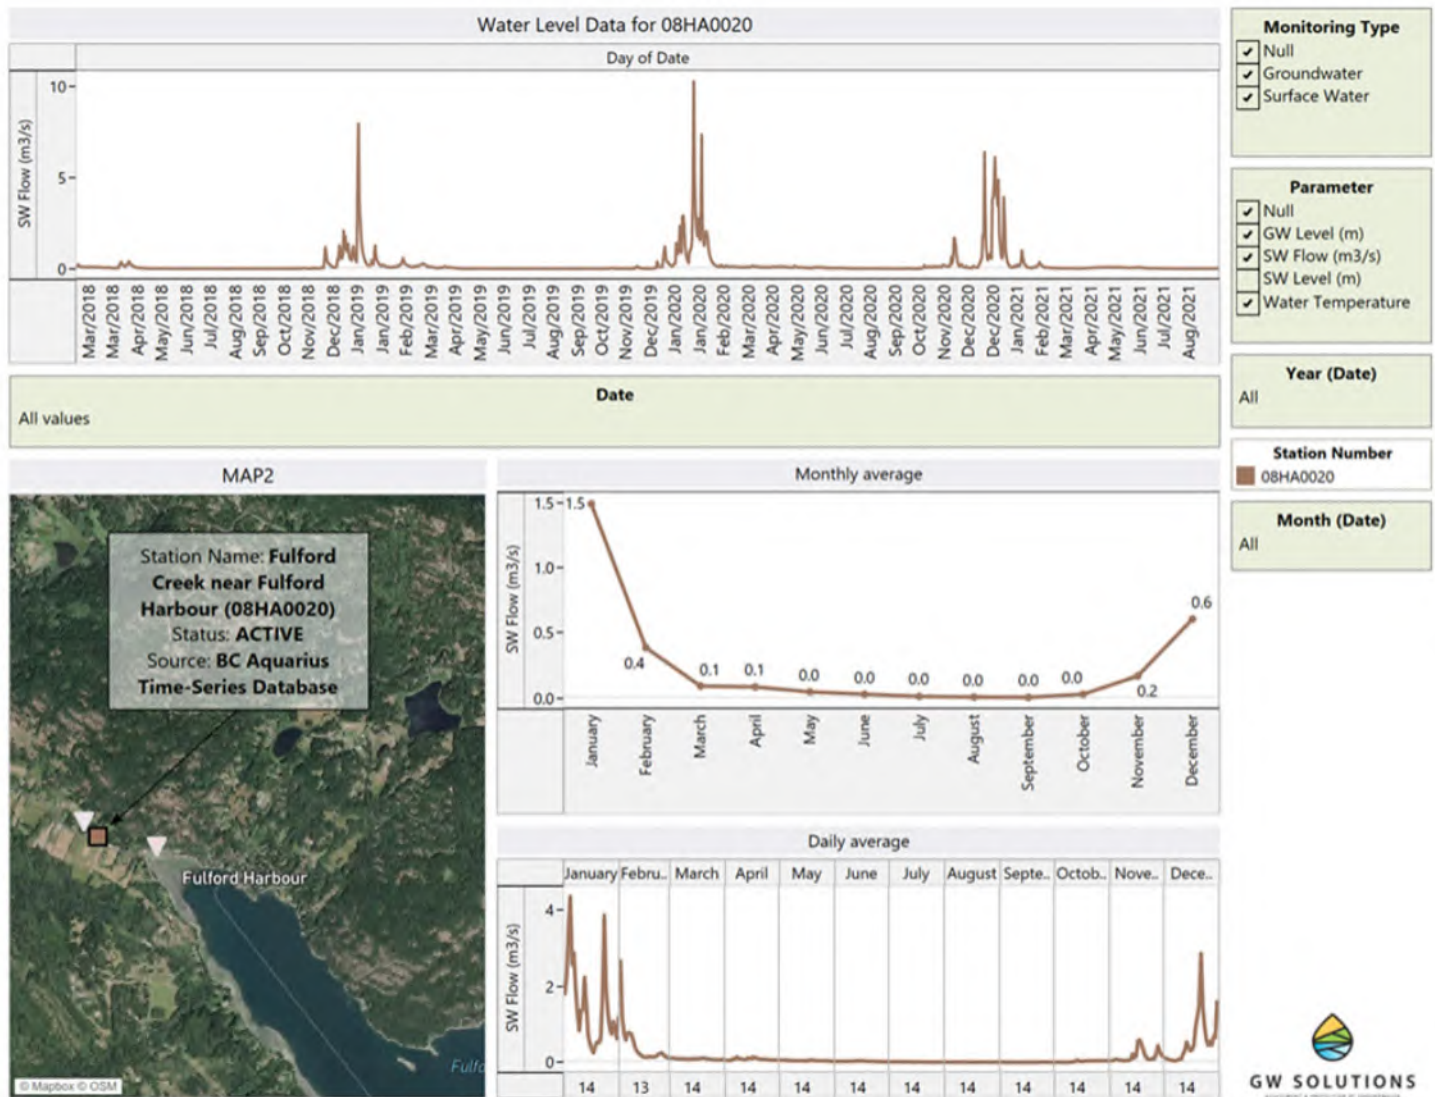 Water Level Data for 08HA0020
Day of Date
SW Flow (m3/s)
10
5
0
Mar/2018
Mar/2018
Apr/2018
May/2018
Jun/2018
Jul/2018
Aug/2018
Sep/2018
Oct/2018
Nov/2018
Dec/2018
Jan/2019
Jan/2019
Feb/2019
Mar/2019
Apr/2019
May/2019
Jun/2019
Jul/2019
Aug/2019
Sep/2019
Oct/2019
Nov/2019
Dec/2019
Jan/2020
Jan/2020
Feb/2020
Mar/2020
Apr/2020
May/2020
Jun/2020
Jul/2020
Aug/2020
Sep/2020
Oct/2020
Nov/2020
Dec/2020
Dec/2020
Jan/2021
Feb/2021
Mar/2021
Apr/2021
May/2021
Jun/2021
Jul/2021
Aug/2021
Date
All values
Monitoring Type
Null
Groundwater
Surface Water
Parameter
Null
GW Level (m)
SW Flow (m3/s)
SW Level (m)
Water Temperature
Year (Date)
All
Station Number
08HA0020
Month (Date)
All
MAP2
Station Name: Fulford
Creek near Fulford
Harbour (08HA0020)
Status: ACTIVE
Source: BC Aquarius
Time-Series Database
Fulford Harbour
Fulfo
© Mapbox © OSM
Monthly average
SW Flow (m3/s)
1.5
1.0
0.5
0.0
1.5
0.4
0.1
0.1
0.0
0.0
0.0
0.0
0.0
0.0
0.2
0.6
January
February
March
April
May
June
July
August
September
October
November
December
Daily average
January Febru.. March April May June July August Septe.. Octob.. Nove.. Dece..
SW Flow (m3/s)
4
2
0
14 13 14 14 14 14 14 14 14 14 14 14
GW SOLUTIONS